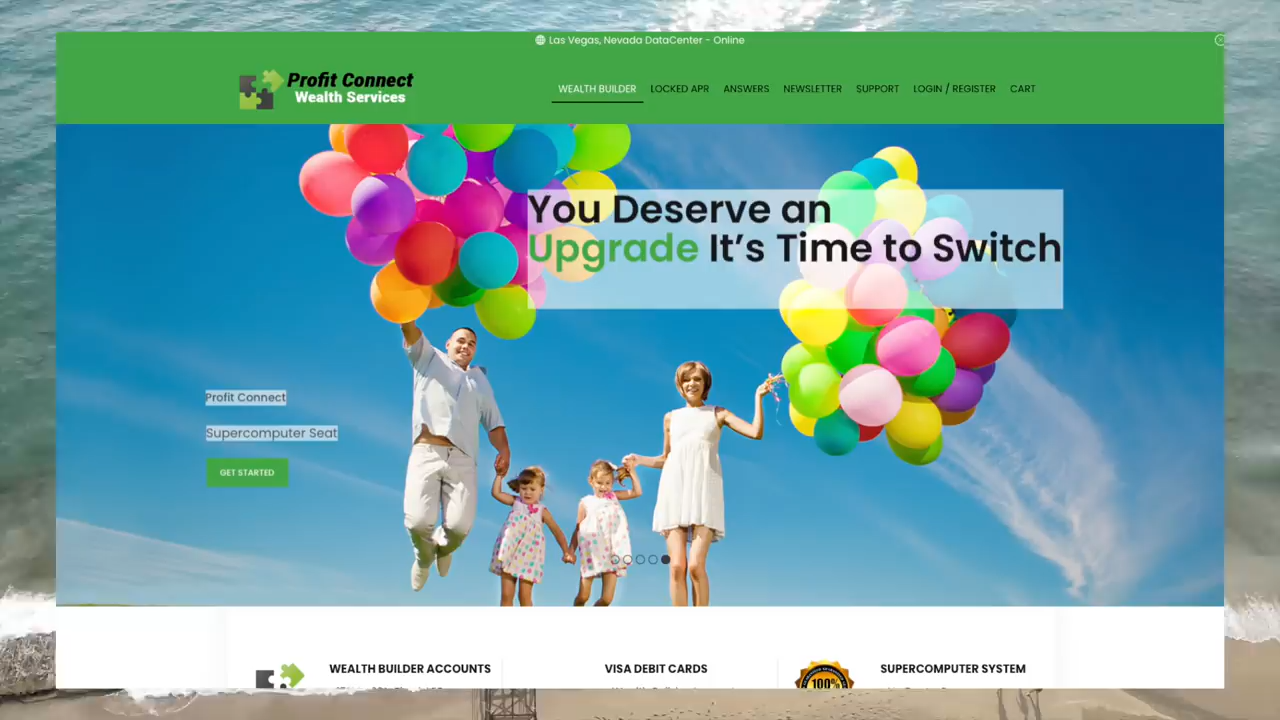 Las Vegas, Nevada DataCenter - Online
Profit Connect
Wealth Services
WEALTH BUILDER LOCKED APR ANSWERS NEWSLETTER SUPPORT LOGIN / REGISTER CART
You Deserve an
Upgrade It’s Time to Switch
Profit Connect
Supercomputer Seat
GET STARTED
WEALTH BUILDER ACCOUNTS
VISA DEBIT CARDS
SUPERCOMPUTER SYSTEM
100%